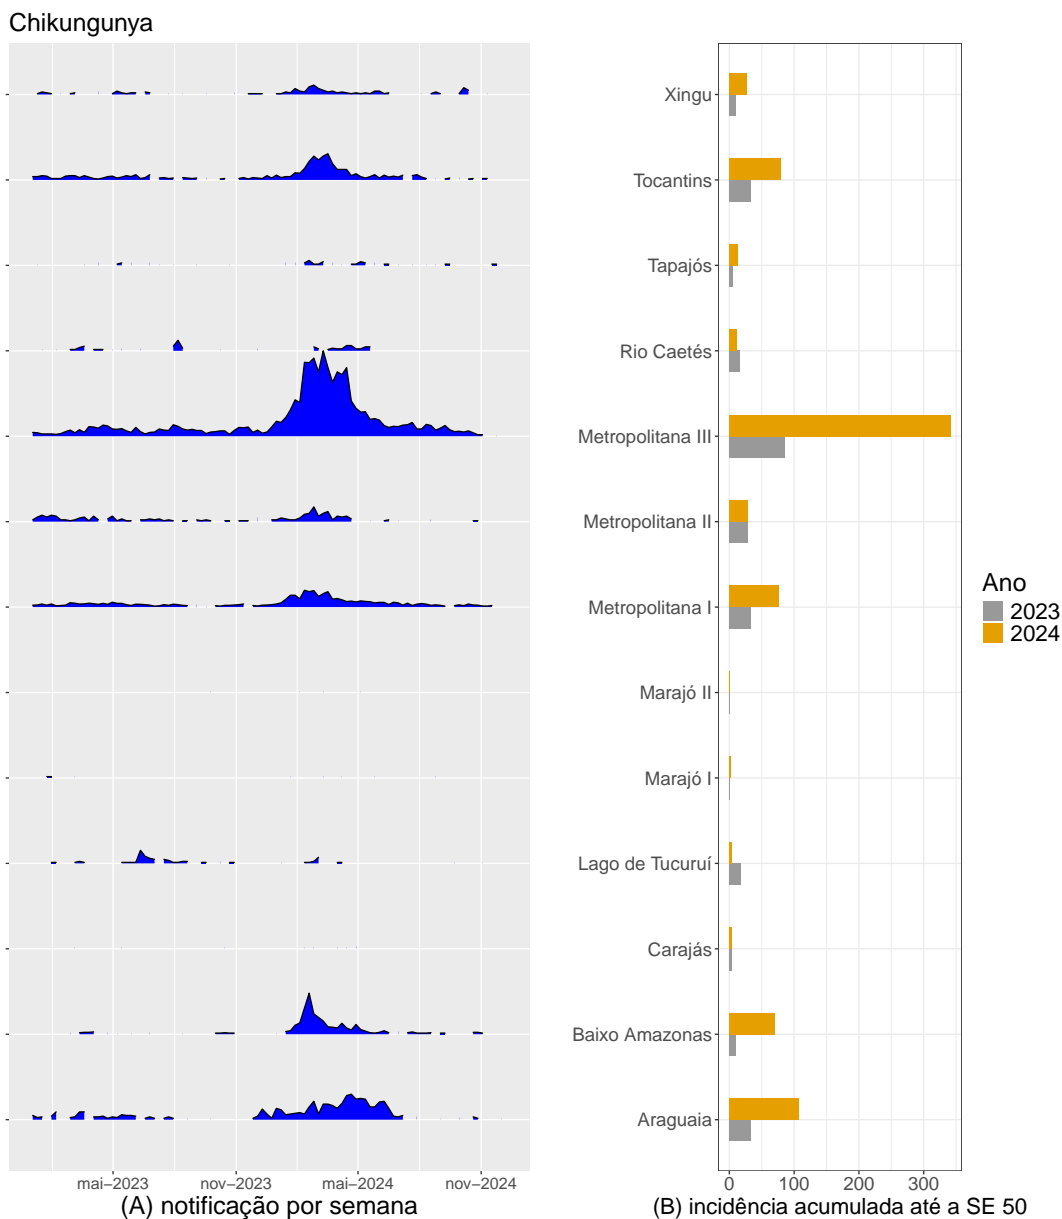 Chikungunya
Xingu
Tocantins
Tapajós
Rio Caetés
Metropolitana III
Metropolitana II
Metropolitana I
Marajó II
Marajó I
Lago de Tucuruí
Carajás
Baixo Amazonas
Araguaia
Ano
2023
2024
mai−2023 nov−2023 mai−2024 nov−2024
0 100 200 300
(A) notificação por semana
(B) incidência acumulada até a SE 50